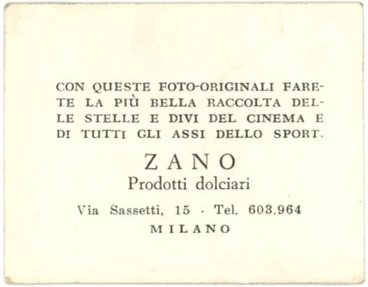 CON QUESTE FOTO-ORIGINALI FARE-
TE LA PIÙ BELLA RACCOLTA DEL-
LE STELLE E DIVI DEL CINEMA E
DI TUTTI GLI ASSI DELLO SPORT.
ZANO
Prodotti dolciari
Via Sassetti, 15 - Tel. 603.964
MILANO